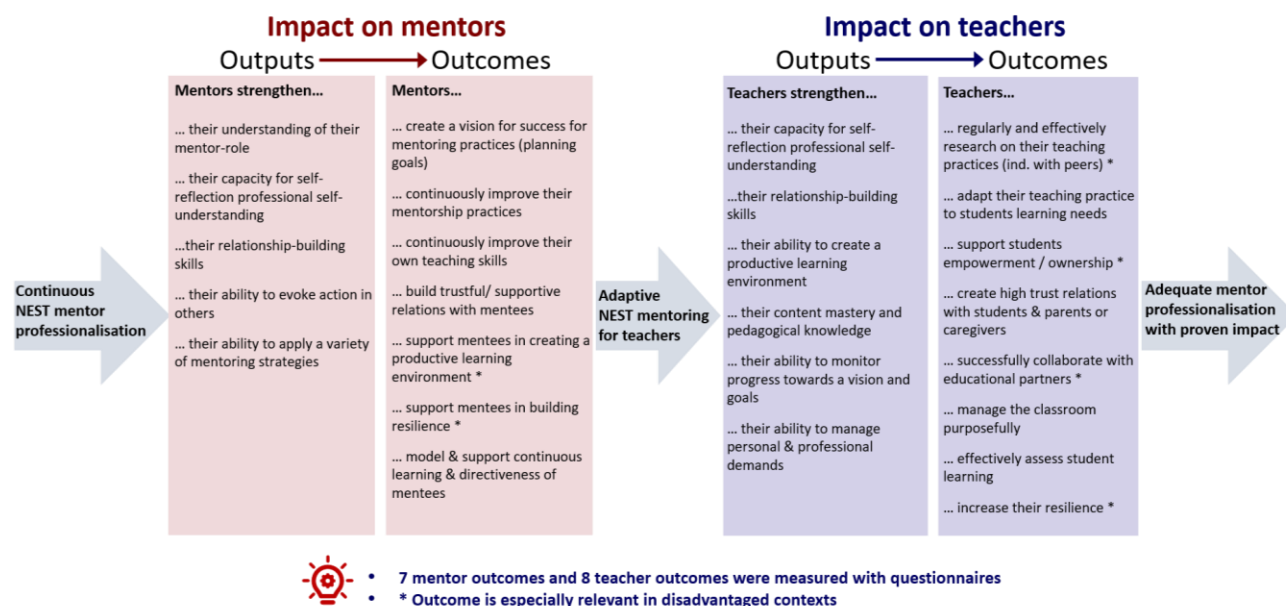 Impact on mentors
Outputs
Outcomes
Mentors strengthen…
… their understanding of their
mentor-role
… their capacity for self-
reflection professional self-
understanding
…their relationship-building
skills
… their ability to evoke action in
others
… their ability to apply a variety
of mentoring strategies
Mentors…
… create a vision for success for
mentoring practices (planning
goals)
… continuously improve their
mentorship practices
… continuously improve their
own teaching skills
… build trustful/ supportive
relations with mentees
… support mentees in creating a
productive learning
environment *
… support mentees in building
resilience *
… model & support continuous
learning & directiveness of
mentees
Impact on teachers
Outputs
Outcomes
Teachers strengthen…
… their capacity for self-
reflection professional self-
understanding
…their relationship-building
skills
… their ability to create a
productive learning
environment
… their content mastery and
pedagogical knowledge
… their ability to monitor
progress towards a vision and
goals
… their ability to manage
personal & professional
demands
Teachers…
… regularly and effectively
research on their teaching
practices (ind. with peers) *
… adapt their teaching practice
to students learning needs
… support students
empowerment / ownership *
… create high trust relations
with students & parents or
caregivers
… successfully collaborate with
educational partners *
… manage the classroom
purposefully
… effectively assess student
learning
… increase their resilience *
Continuous
NEST mentor
professionalisation
Adaptive
NEST mentoring
for teachers
Adequate mentor
professionalisation
with proven impact
• 7 mentor outcomes and 8 teacher outcomes were measured with questionnaires
• * Outcome is especially relevant in disadvantaged contexts